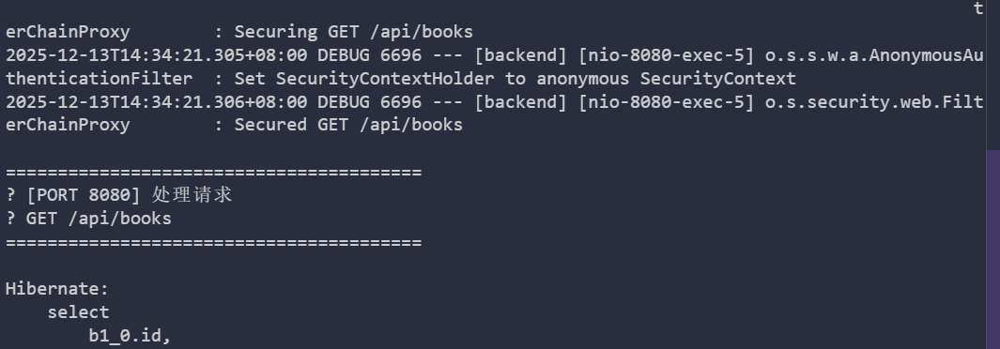 t
erChainProxy        : Securing GET /api/books
2025-12-13T14:34:21.305+08:00 DEBUG 6696 --- [backend] [nio-8080-exec-5] o.s.s.w.a.AnonymousAu
thenticationFilter  : Set SecurityContextHolder to anonymous SecurityContext
2025-12-13T14:34:21.306+08:00 DEBUG 6696 --- [backend] [nio-8080-exec-5] o.s.security.web.Filt
erChainProxy        : Secured GET /api/books
========================================
? [PORT 8080] 处理请求
? GET /api/books
========================================
Hibernate:
    select
        b1_0.id,